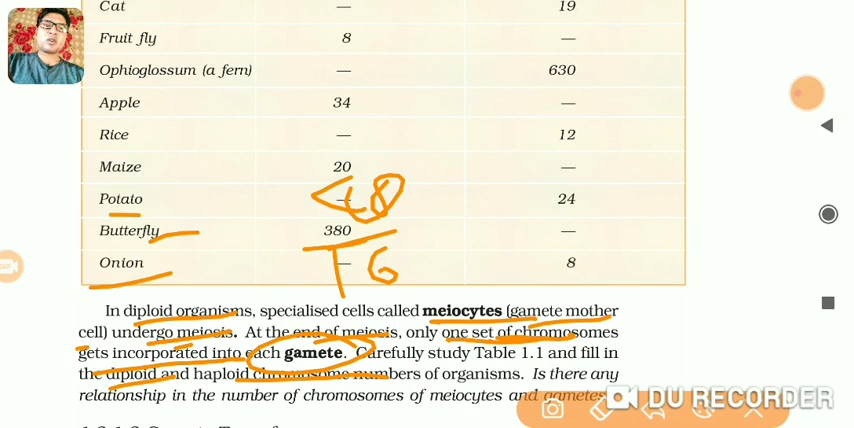 Cat — 19
Fruit fly 8 —
Ophioglossum (a fern) — 630
Apple 34 —
Rice — 12
Maize 20 —
Potato — 48 24
Butterfly 380 —
Onion — 16 8
In diploid organisms, specialised cells called meiocytes (gamete mother
cell) undergo meiosis. At the end of meiosis, only one set of chromosomes
gets incorporated into each gamete. Carefully study Table 1.1 and fill in
the diploid and haploid chromosome numbers of organisms. Is there any
relationship in the number of chromosomes of meiocytes and gametes
DU RECORDER